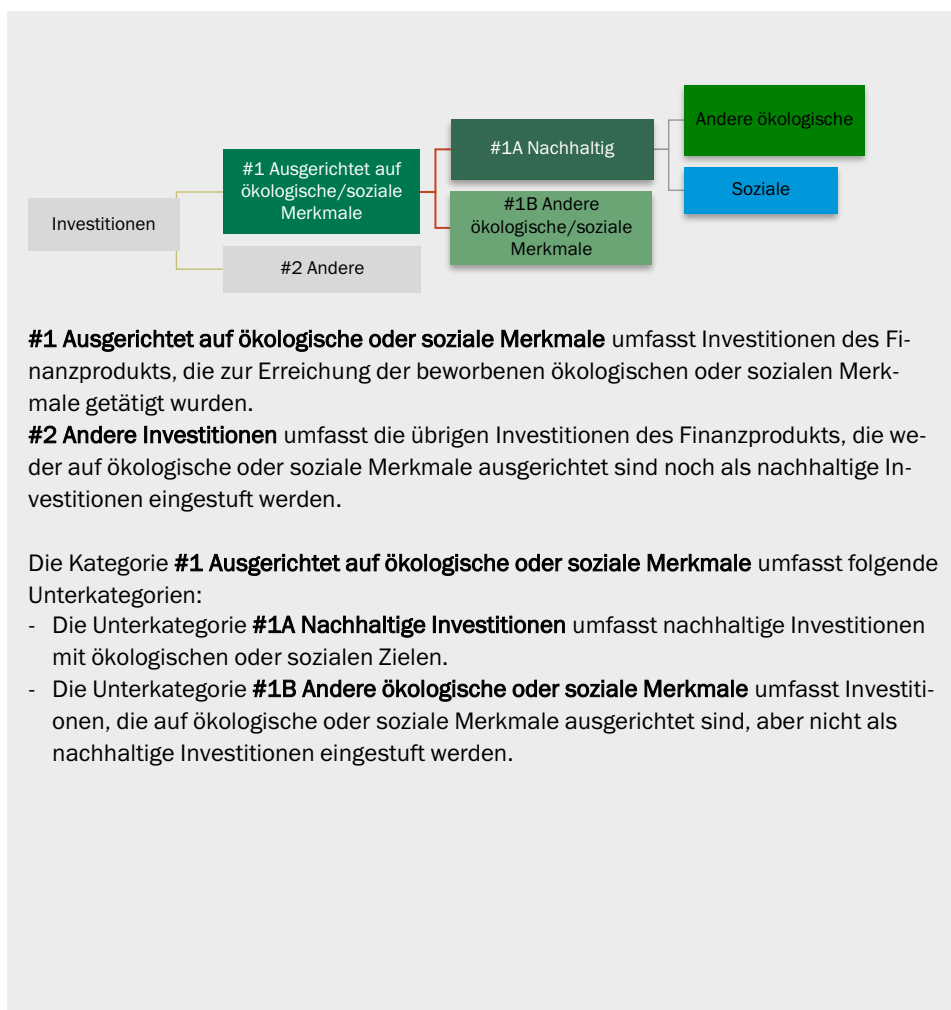 Investitionen
#1 Ausgerichtet auf
ökologische/soziale
Merkmale
#2 Andere
#1A Nachhaltig
#1B Andere
ökologische/soziale
Merkmale
Andere ökologische
Soziale
#1 Ausgerichtet auf ökologische oder soziale Merkmale umfasst Investitionen des Fi-
nanzprodukts, die zur Erreichung der beworbenen ökologischen oder sozialen Merk-
male getätigt wurden.
#2 Andere Investitionen umfasst die übrigen Investitionen des Finanzprodukts, die we-
der auf ökologische oder soziale Merkmale ausgerichtet sind noch als nachhaltige In-
vestitionen eingestuft werden.
Die Kategorie #1 Ausgerichtet auf ökologische oder soziale Merkmale umfasst folgende
Unterkategorien:
- Die Unterkategorie #1A Nachhaltige Investitionen umfasst nachhaltige Investitionen
mit ökologischen oder sozialen Zielen.
- Die Unterkategorie #1B Andere ökologische oder soziale Merkmale umfasst Investiti-
onen, die auf ökologische oder soziale Merkmale ausgerichtet sind, aber nicht als
nachhaltige Investitionen eingestuft werden.